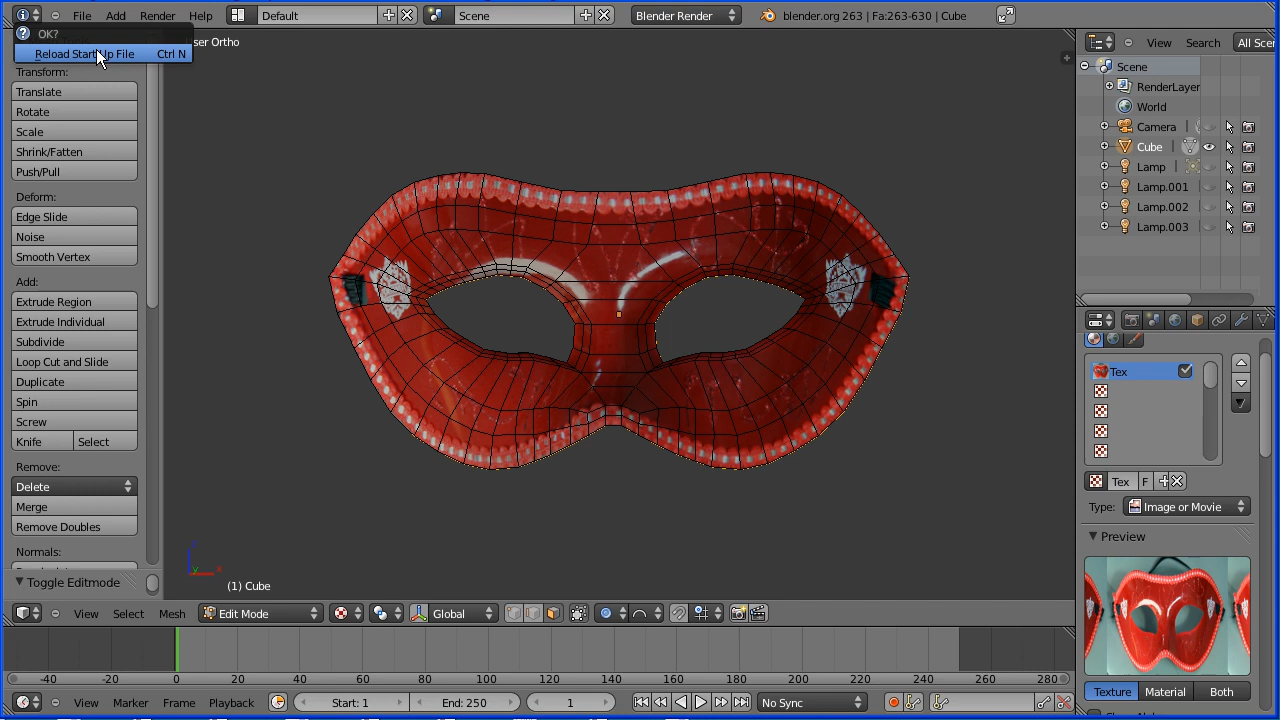 File Add Render Help Default Scene Blender Render blender.org 263 | Fa:263-630 | Cube
OK?
Reload Start Up File Ctrl N
ser Ortho
Transform:
Translate
Rotate
Scale
Shrink/Fatten
Push/Pull
Deform:
Edge Slide
Noise
Smooth Vertex
Add:
Extrude Region
Extrude Individual
Subdivide
Loop Cut and Slide
Duplicate
Spin
Screw
Knife Select
Remove:
Delete
Merge
Remove Doubles
Normals:
Toggle Editmode
(1) Cube
View Select Mesh Edit Mode Global
-40 -20 0 20 40 60 80 100 120 140 160 180 200 220 240 260 280
View Marker Frame Playback Start: 1 End: 250 1 No Sync
View Search All Sce
Scene
RenderLayer
World
Camera
Cube
Lamp
Lamp.001
Lamp.002
Lamp.003
Tex
Tex F
Type: Image or Movie
Preview
Texture Material Both